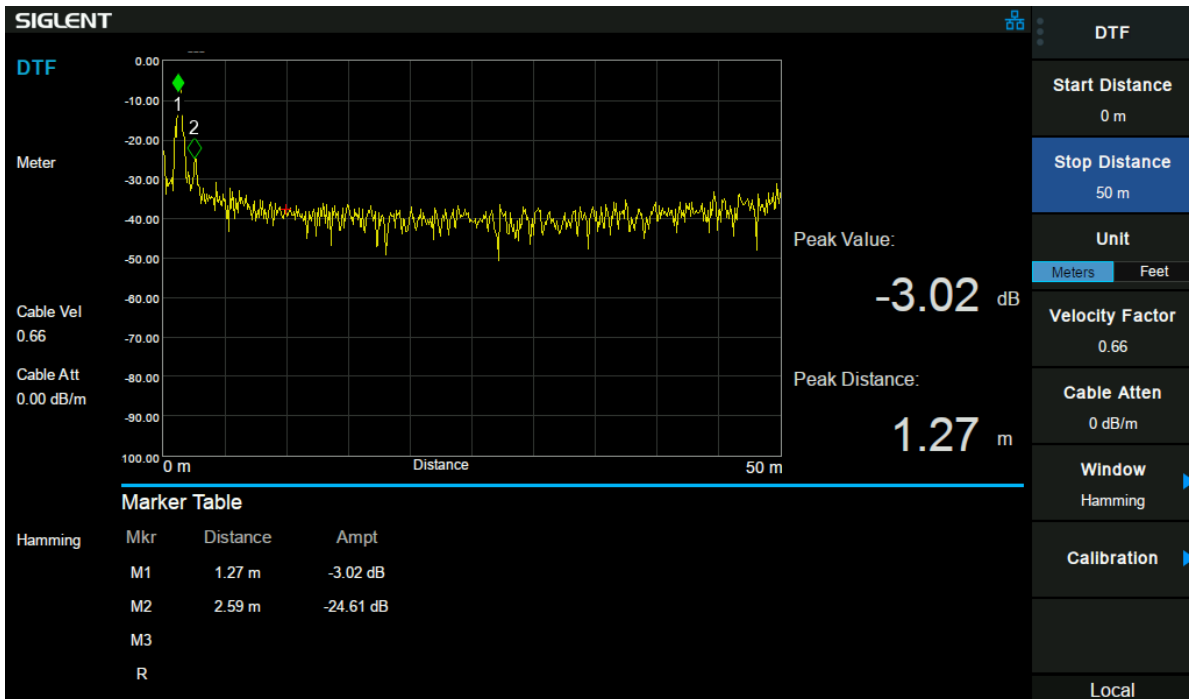 SIGLENT
DTF
---
Meter
Cable Vel
0.66
Cable Att
0.00 dB/m
Hamming
0.00
-10.00
-20.00
-30.00
-40.00
-50.00
-60.00
-70.00
-80.00
-90.00
100.00
1
2
0 m
Distance
50 m
Peak Value:
-3.02 dB
Peak Distance:
1.27 m
Marker Table
Mkr Distance Ampt
M1 1.27 m -3.02 dB
M2 2.59 m -24.61 dB
M3
R
DTF
Start Distance
0 m
Stop Distance
50 m
Unit
Meters Feet
Velocity Factor
0.66
Cable Atten
0 dB/m
Window
Hamming
Calibration
Local